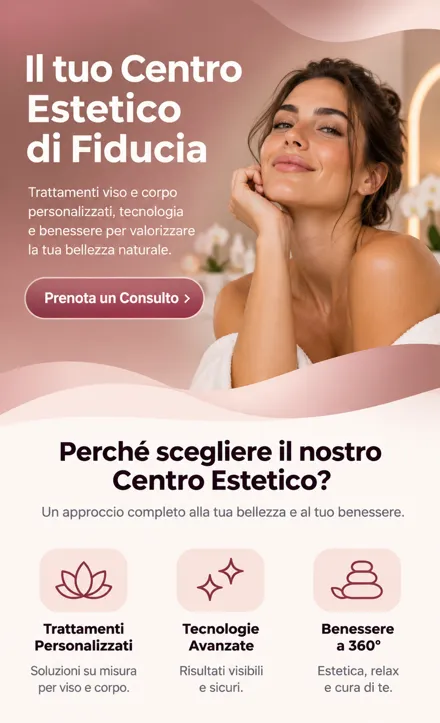 Il tuo Centro
Estetico
di Fiducia
Trattamenti viso e corpo
personalizzati, tecnologia
e benessere per valorizzare
la tua bellezza naturale.
Prenota un Consulto ›
Perché scegliere il nostro
Centro Estetico?
Un approccio completo alla tua bellezza e al tuo benessere.
Trattamenti
Personalizzati
Soluzioni su misura
per viso e corpo.
Tecnologie
Avanzate
Risultati visibili
e sicuri.
Benessere
a 360°
Estetica, relax
e cura di te.